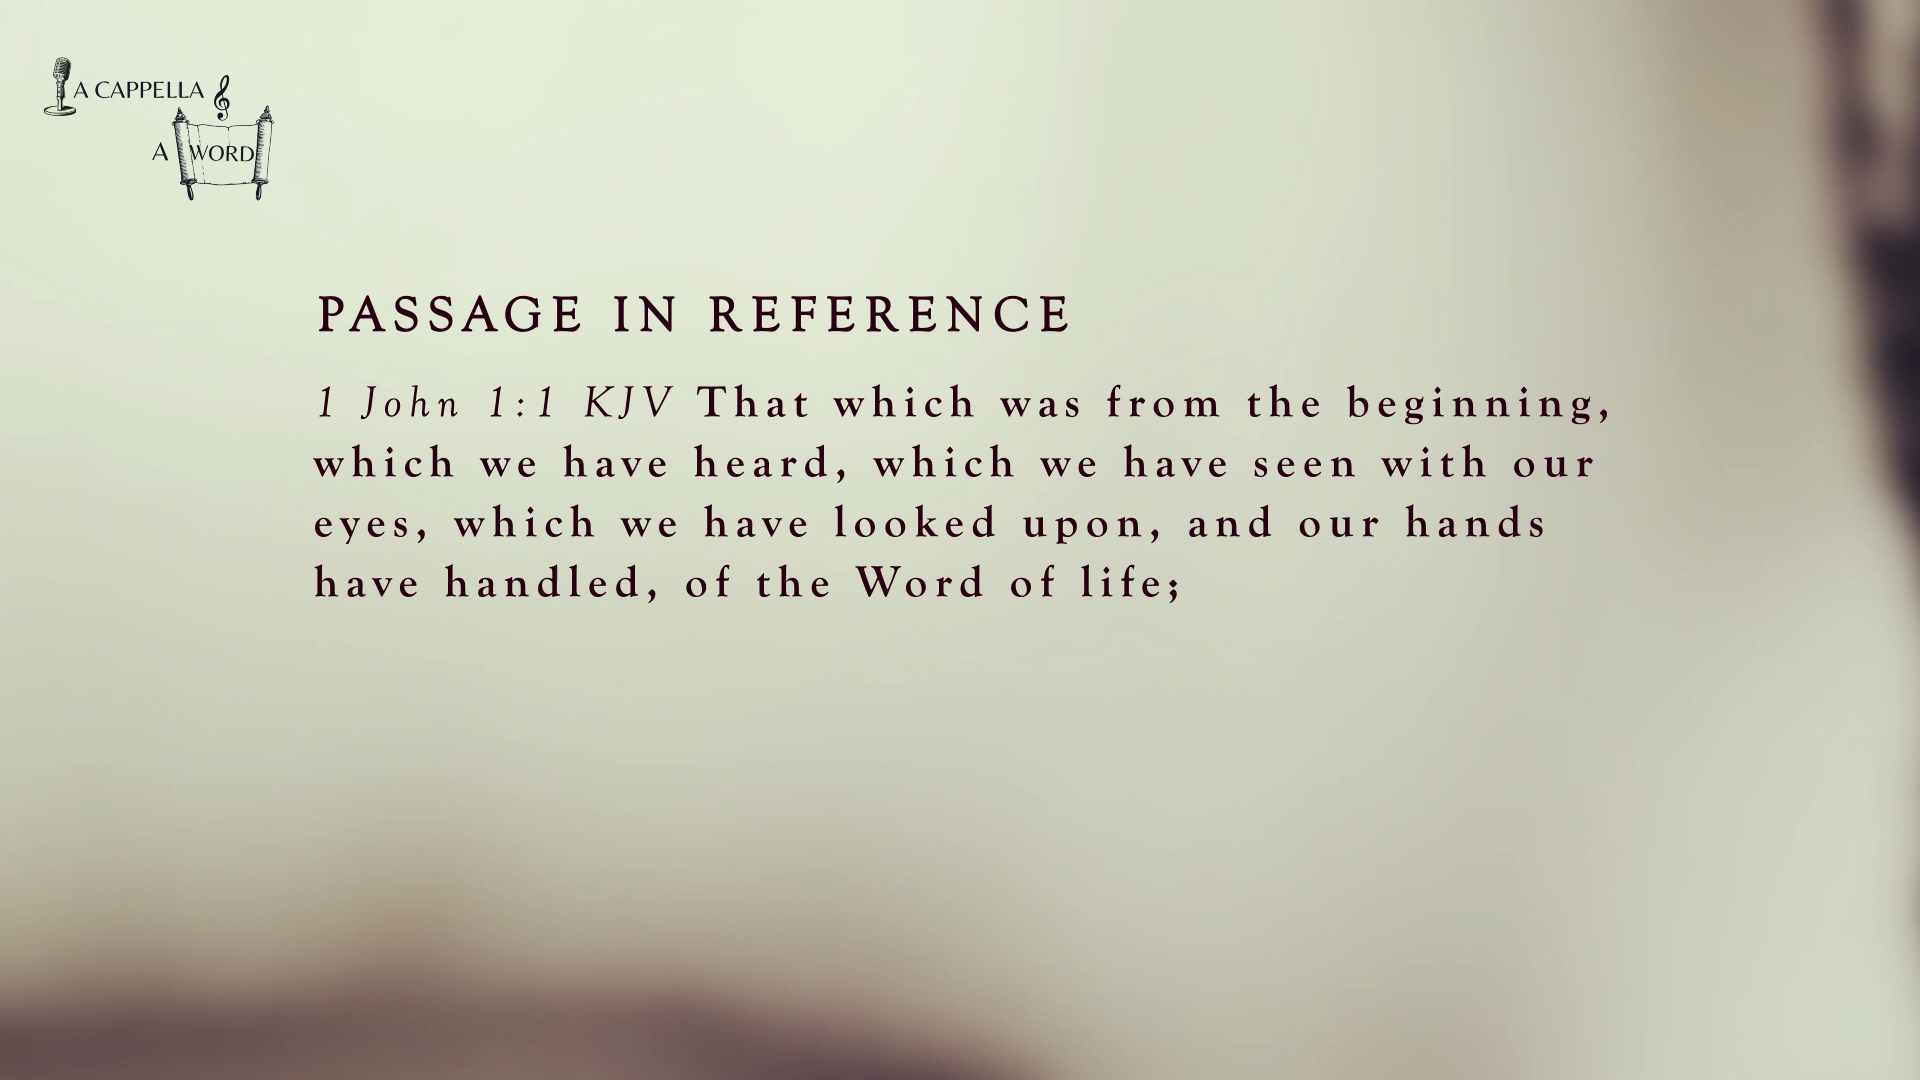 A CAPPELLA
A WORD
PASSAGE IN REFERENCE
1 John 1:1 KJV That which was from the beginning,
which we have heard, which we have seen with our
eyes, which we have looked upon, and our hands
have handled, of the Word of life;